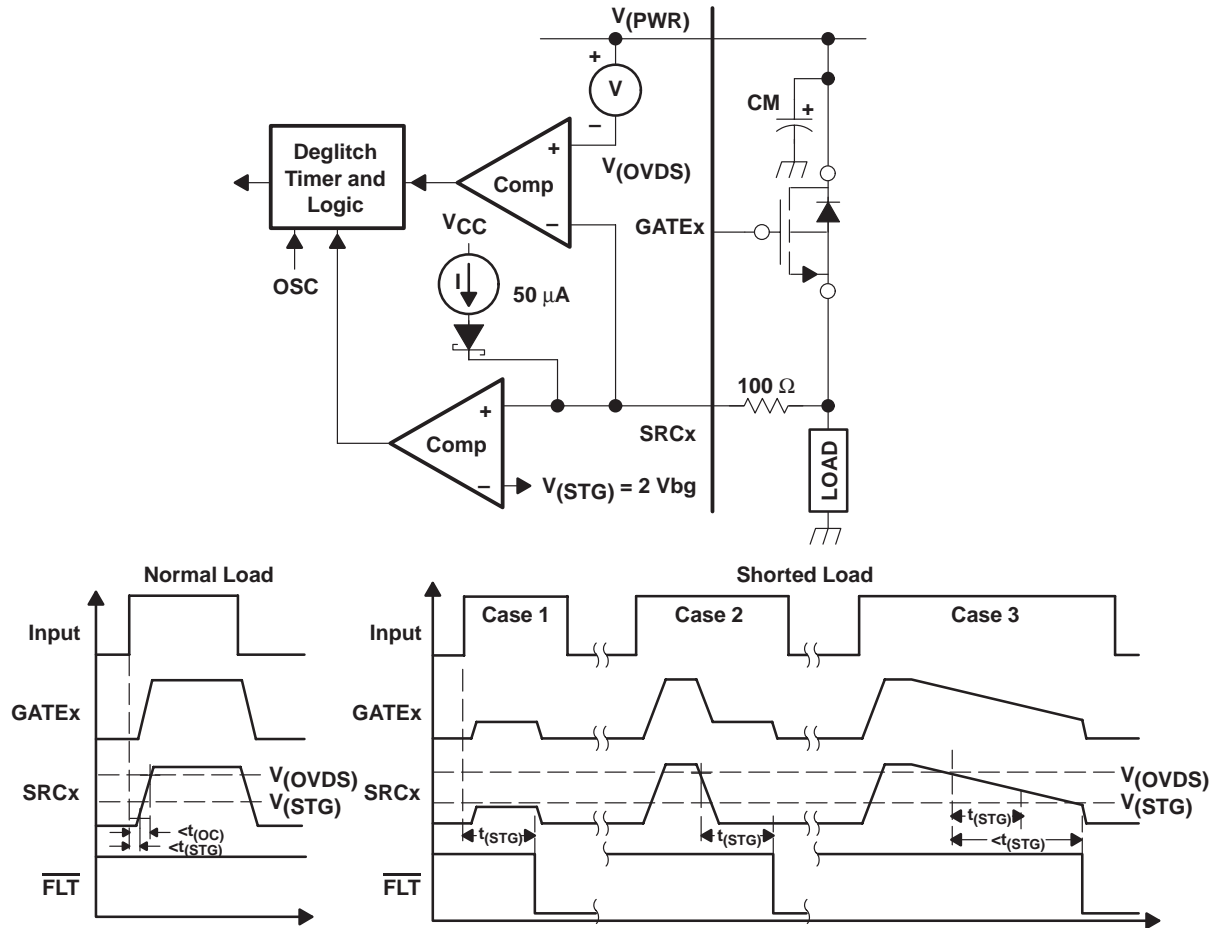 V(PWR)
+
V
–
CM
+
Deglitch
Timer and
Logic
+
Comp
–
V(OVDS)
VCC
GATEx
OSC
I
50 μA
100 Ω
+
Comp
–
SRCx
V(STG) = 2 Vbg
LOAD
Normal Load
Shorted Load
Input
Input
Case 1
Case 2
Case 3
GATEx
GATEx
SRCx
V(OVDS)
V(STG)
SRCx
V(OVDS)
V(STG)
<t(OC)
<t(STG)
t(STG)
t(STG)
t(STG)
<t(STG)
FLT
FLT